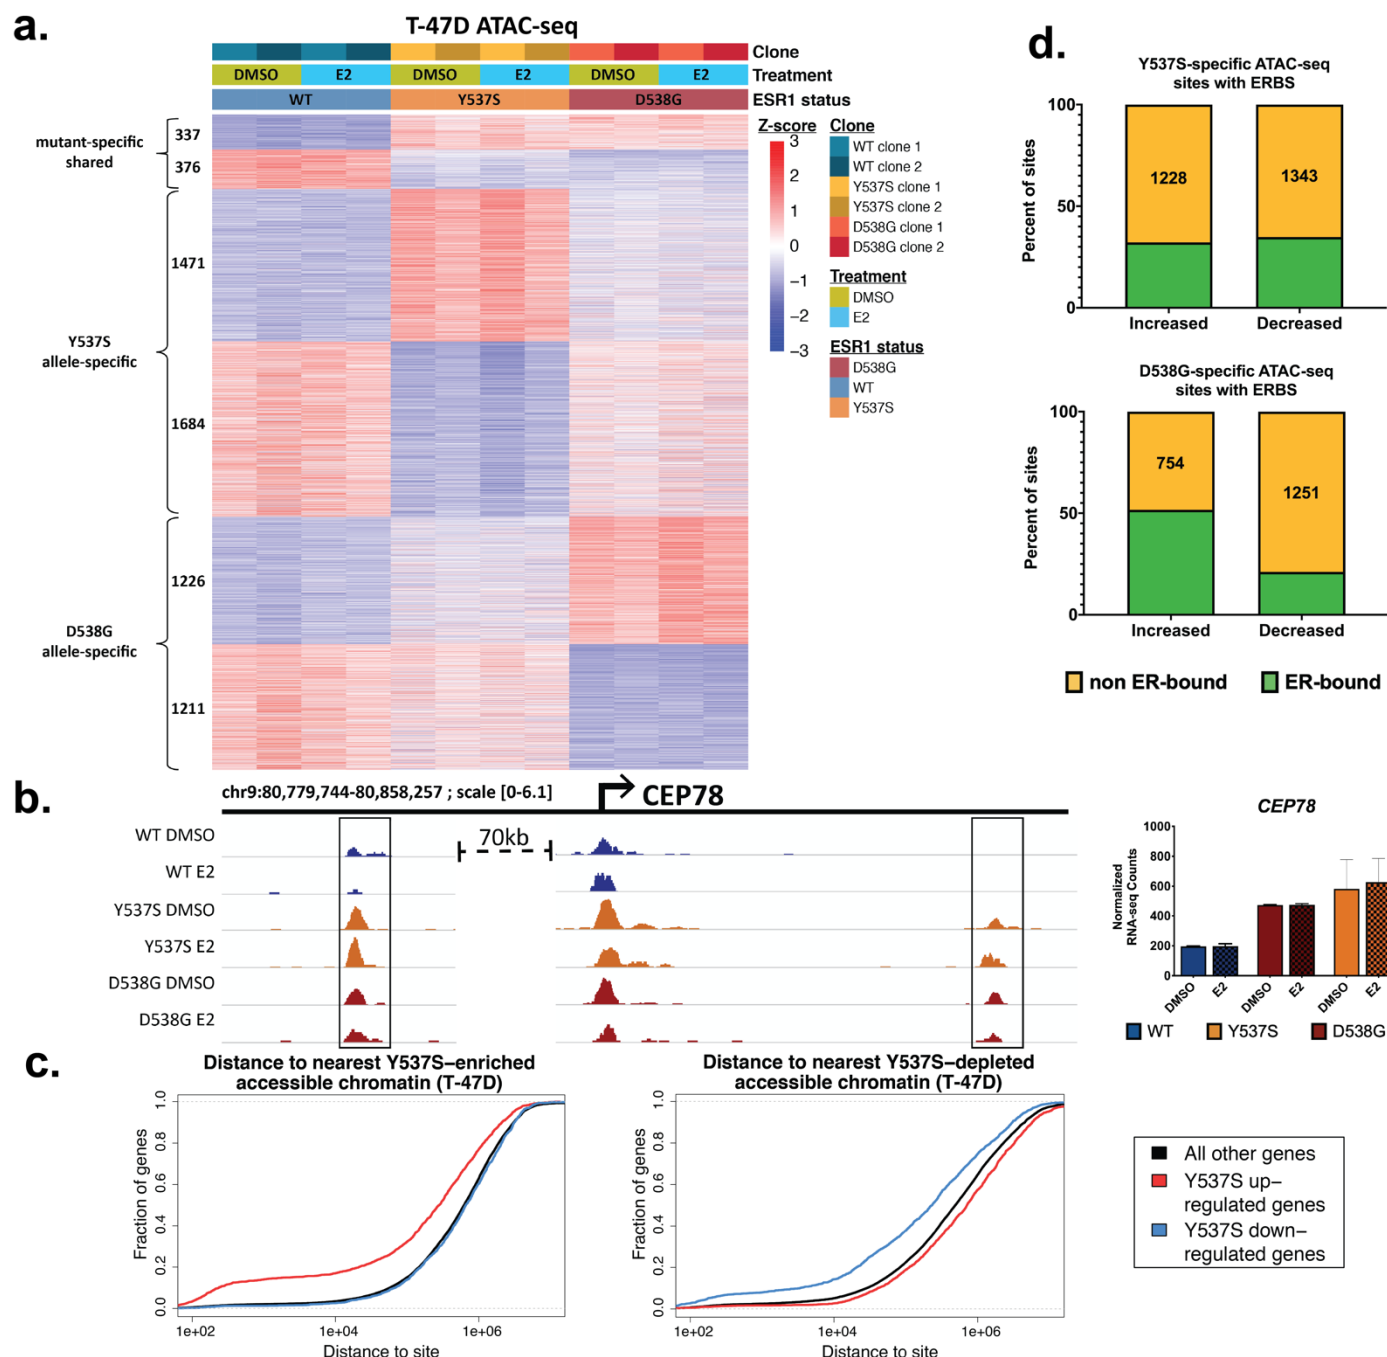 a.
T-47D ATAC-seq
Clone
DMSO E2 DMSO E2 DMSO E2 Treatment
WT Y537S D538G ESR1 status
mutant-specific
shared
337
376
Y537S
allele-specific
1471
1684
D538G
allele-specific
1226
1211
Z-score
3
2
1
0
−1
−2
−3
Clone
WT clone 1
WT clone 2
Y537S clone 1
Y537S clone 2
D538G clone 1
D538G clone 2
Treatment
DMSO
E2
ESR1 status
D538G
WT
Y537S
d.
Y537S-specific ATAC-seq
sites with ERBS
Percent of sites
100
50
0
1228
1343
Increased Decreased
D538G-specific ATAC-seq
sites with ERBS
Percent of sites
100
50
0
754
1251
Increased Decreased
non ER-bound ER-bound
b.
chr9:80,779,744-80,858,257 ; scale [0-6.1]
CEP78
70kb
WT DMSO
WT E2
Y537S DMSO
Y537S E2
D538G DMSO
D538G E2
CEP78
Normalized
RNA-seq Counts
1000
800
600
400
200
0
DMSO E2 DMSO E2 DMSO E2
WT Y537S D538G
c.
Distance to nearest Y537S−enriched
accessible chromatin (T-47D)
Fraction of genes
1.0
0.8
0.6
0.4
0.2
0.0
1e+02 1e+04 1e+06
Distance to site
Distance to nearest Y537S−depleted
accessible chromatin (T-47D)
Fraction of genes
1.0
0.8
0.6
0.4
0.2
0.0
1e+02 1e+04 1e+06
Distance to site
All other genes
Y537S up−
regulated genes
Y537S down−
regulated genes